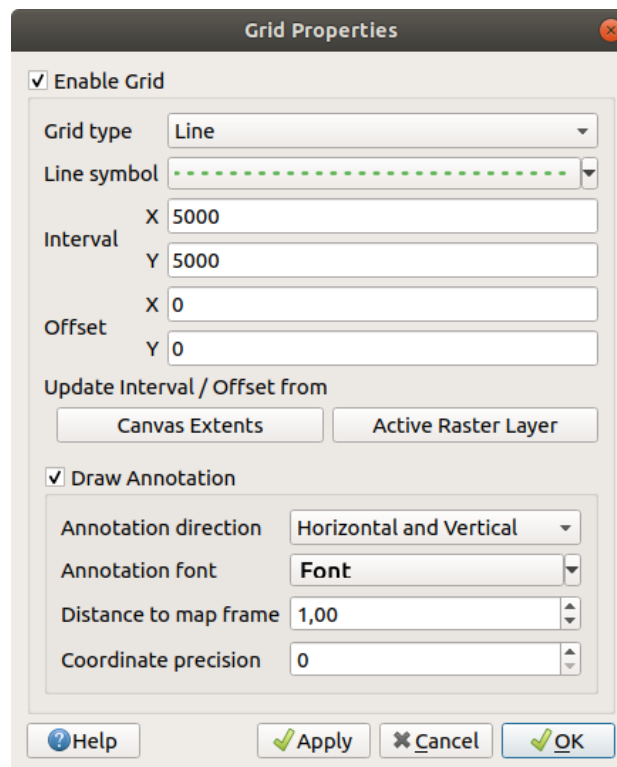 Grid Properties
Enable Grid
Grid type Line
Line symbol
Interval X 5000
Y 5000
Offset X 0
Y 0
Update Interval / Offset from
Canvas Extents Active Raster Layer
Draw Annotation
Annotation direction Horizontal and Vertical
Annotation font Font
Distance to map frame 1,00
Coordinate precision 0
Help Apply Cancel OK